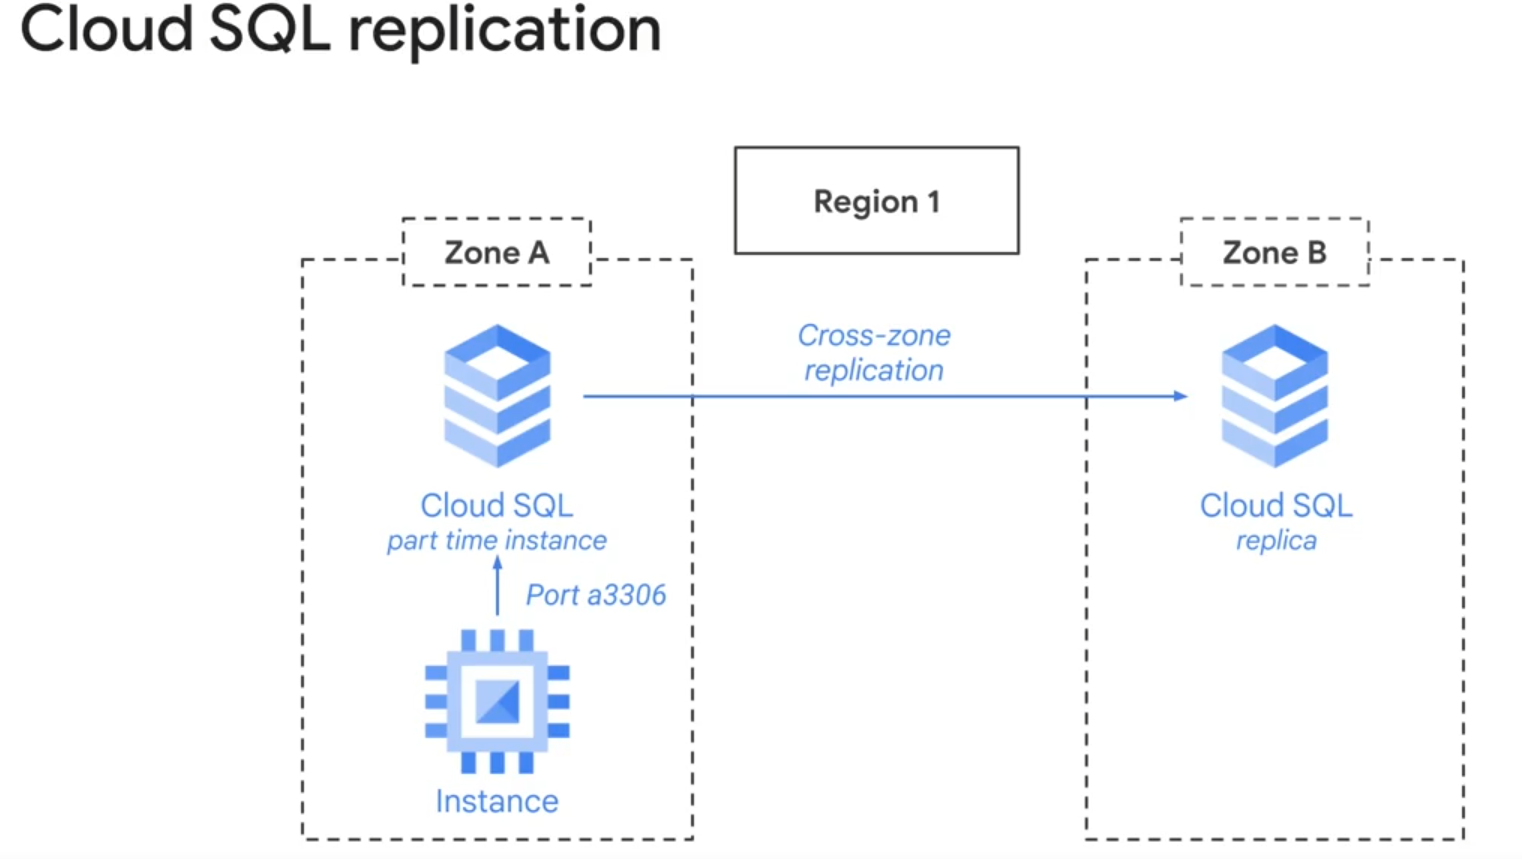 Cloud SQL replication
Region 1
Zone A
Zone B
Cross-zone
replication
Cloud SQL
part time instance
Cloud SQL
replica
Port a3306
Instance